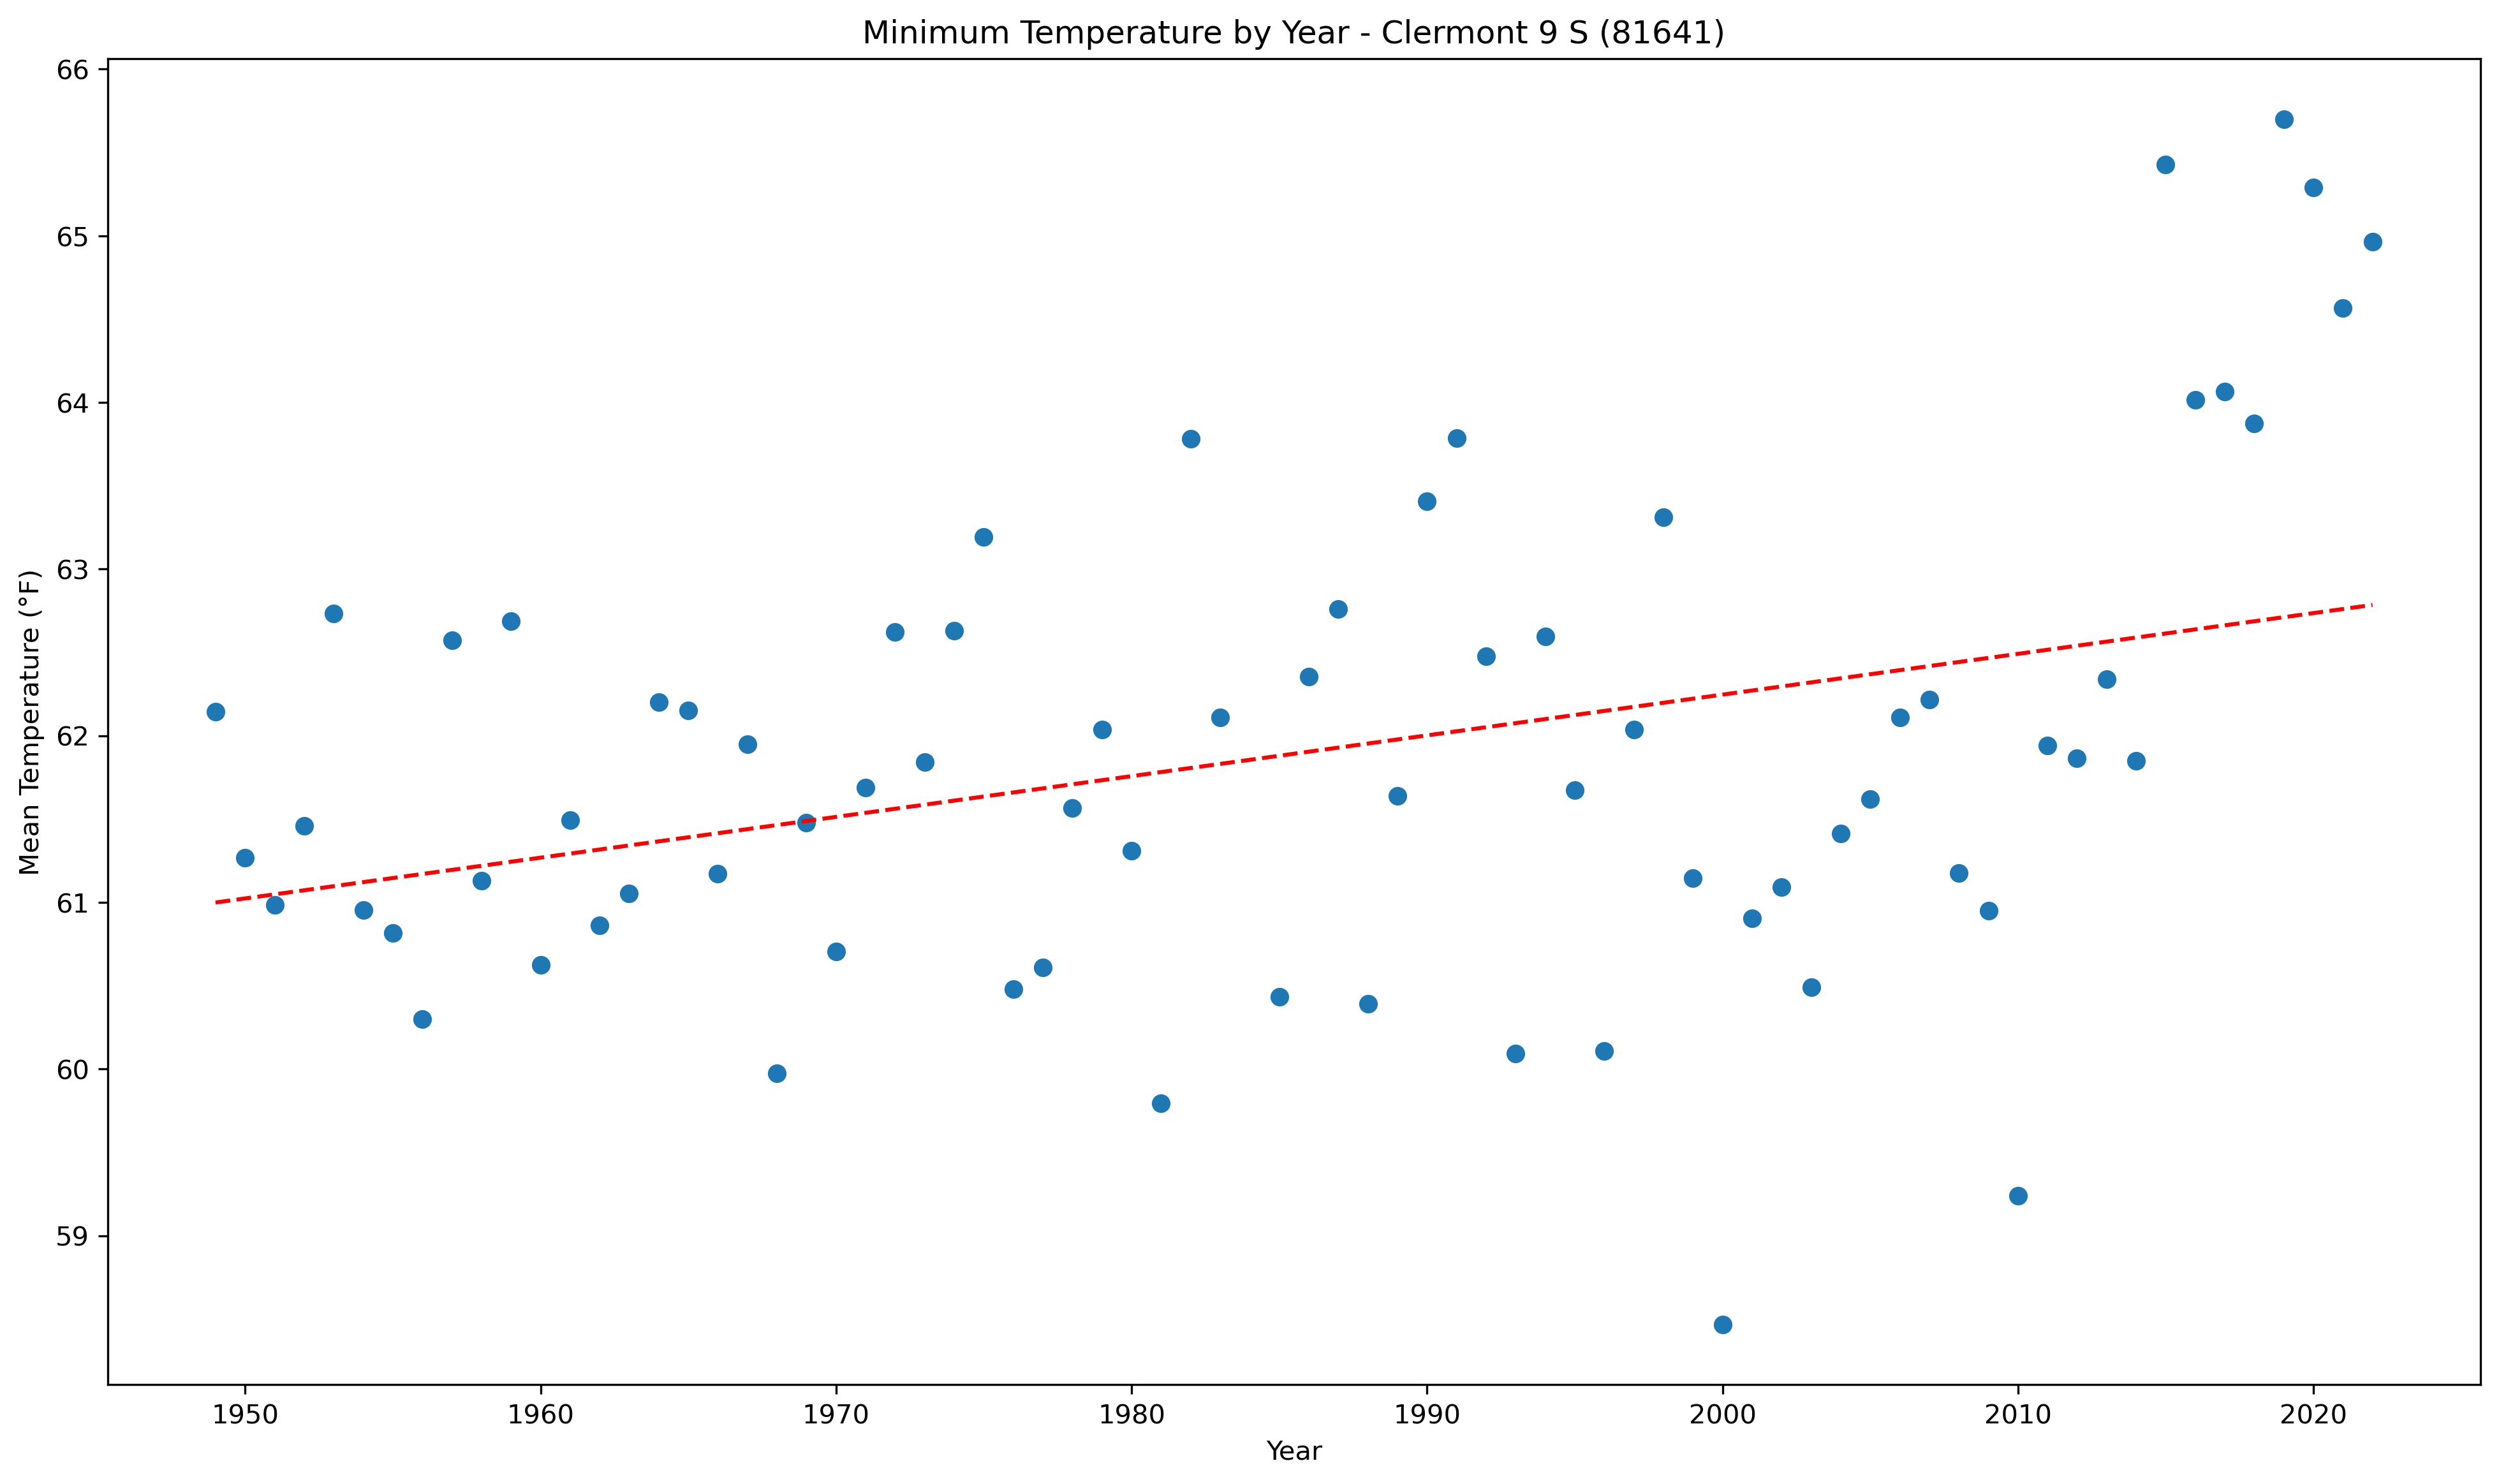 Minimum Temperature by Year - Clermont 9 S (81641)
66
65
64
63
62
61
60
59
Mean Temperature (°F)
1950 1960 1970 1980 1990 2000 2010 2020
Year